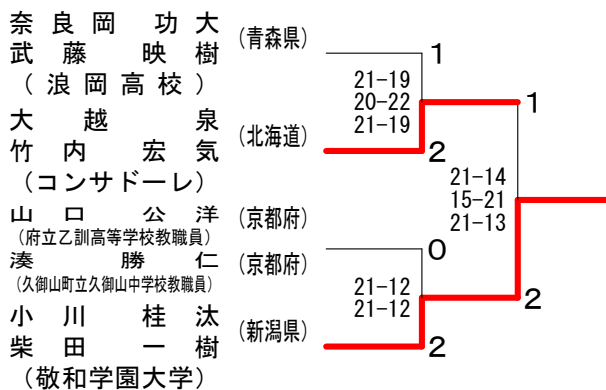 奈良岡 功大
武藤 映樹
(浪岡高校)
(青森県)
大越 泉
竹内 宏気
(コンサドーレ)
(北海道)
1
21-19
20-22
21-19
2
山口 公洋
(府立乙訓高等学校教職員)
(京都府)
湊 勝仁
(久御山町立久御山中学校教職員)
(京都府)
小川 桂汰
柴田 一樹
(敬和学園大学)
(新潟県)
0
21-12
21-12
2
1
21-14
15-21
21-13
2